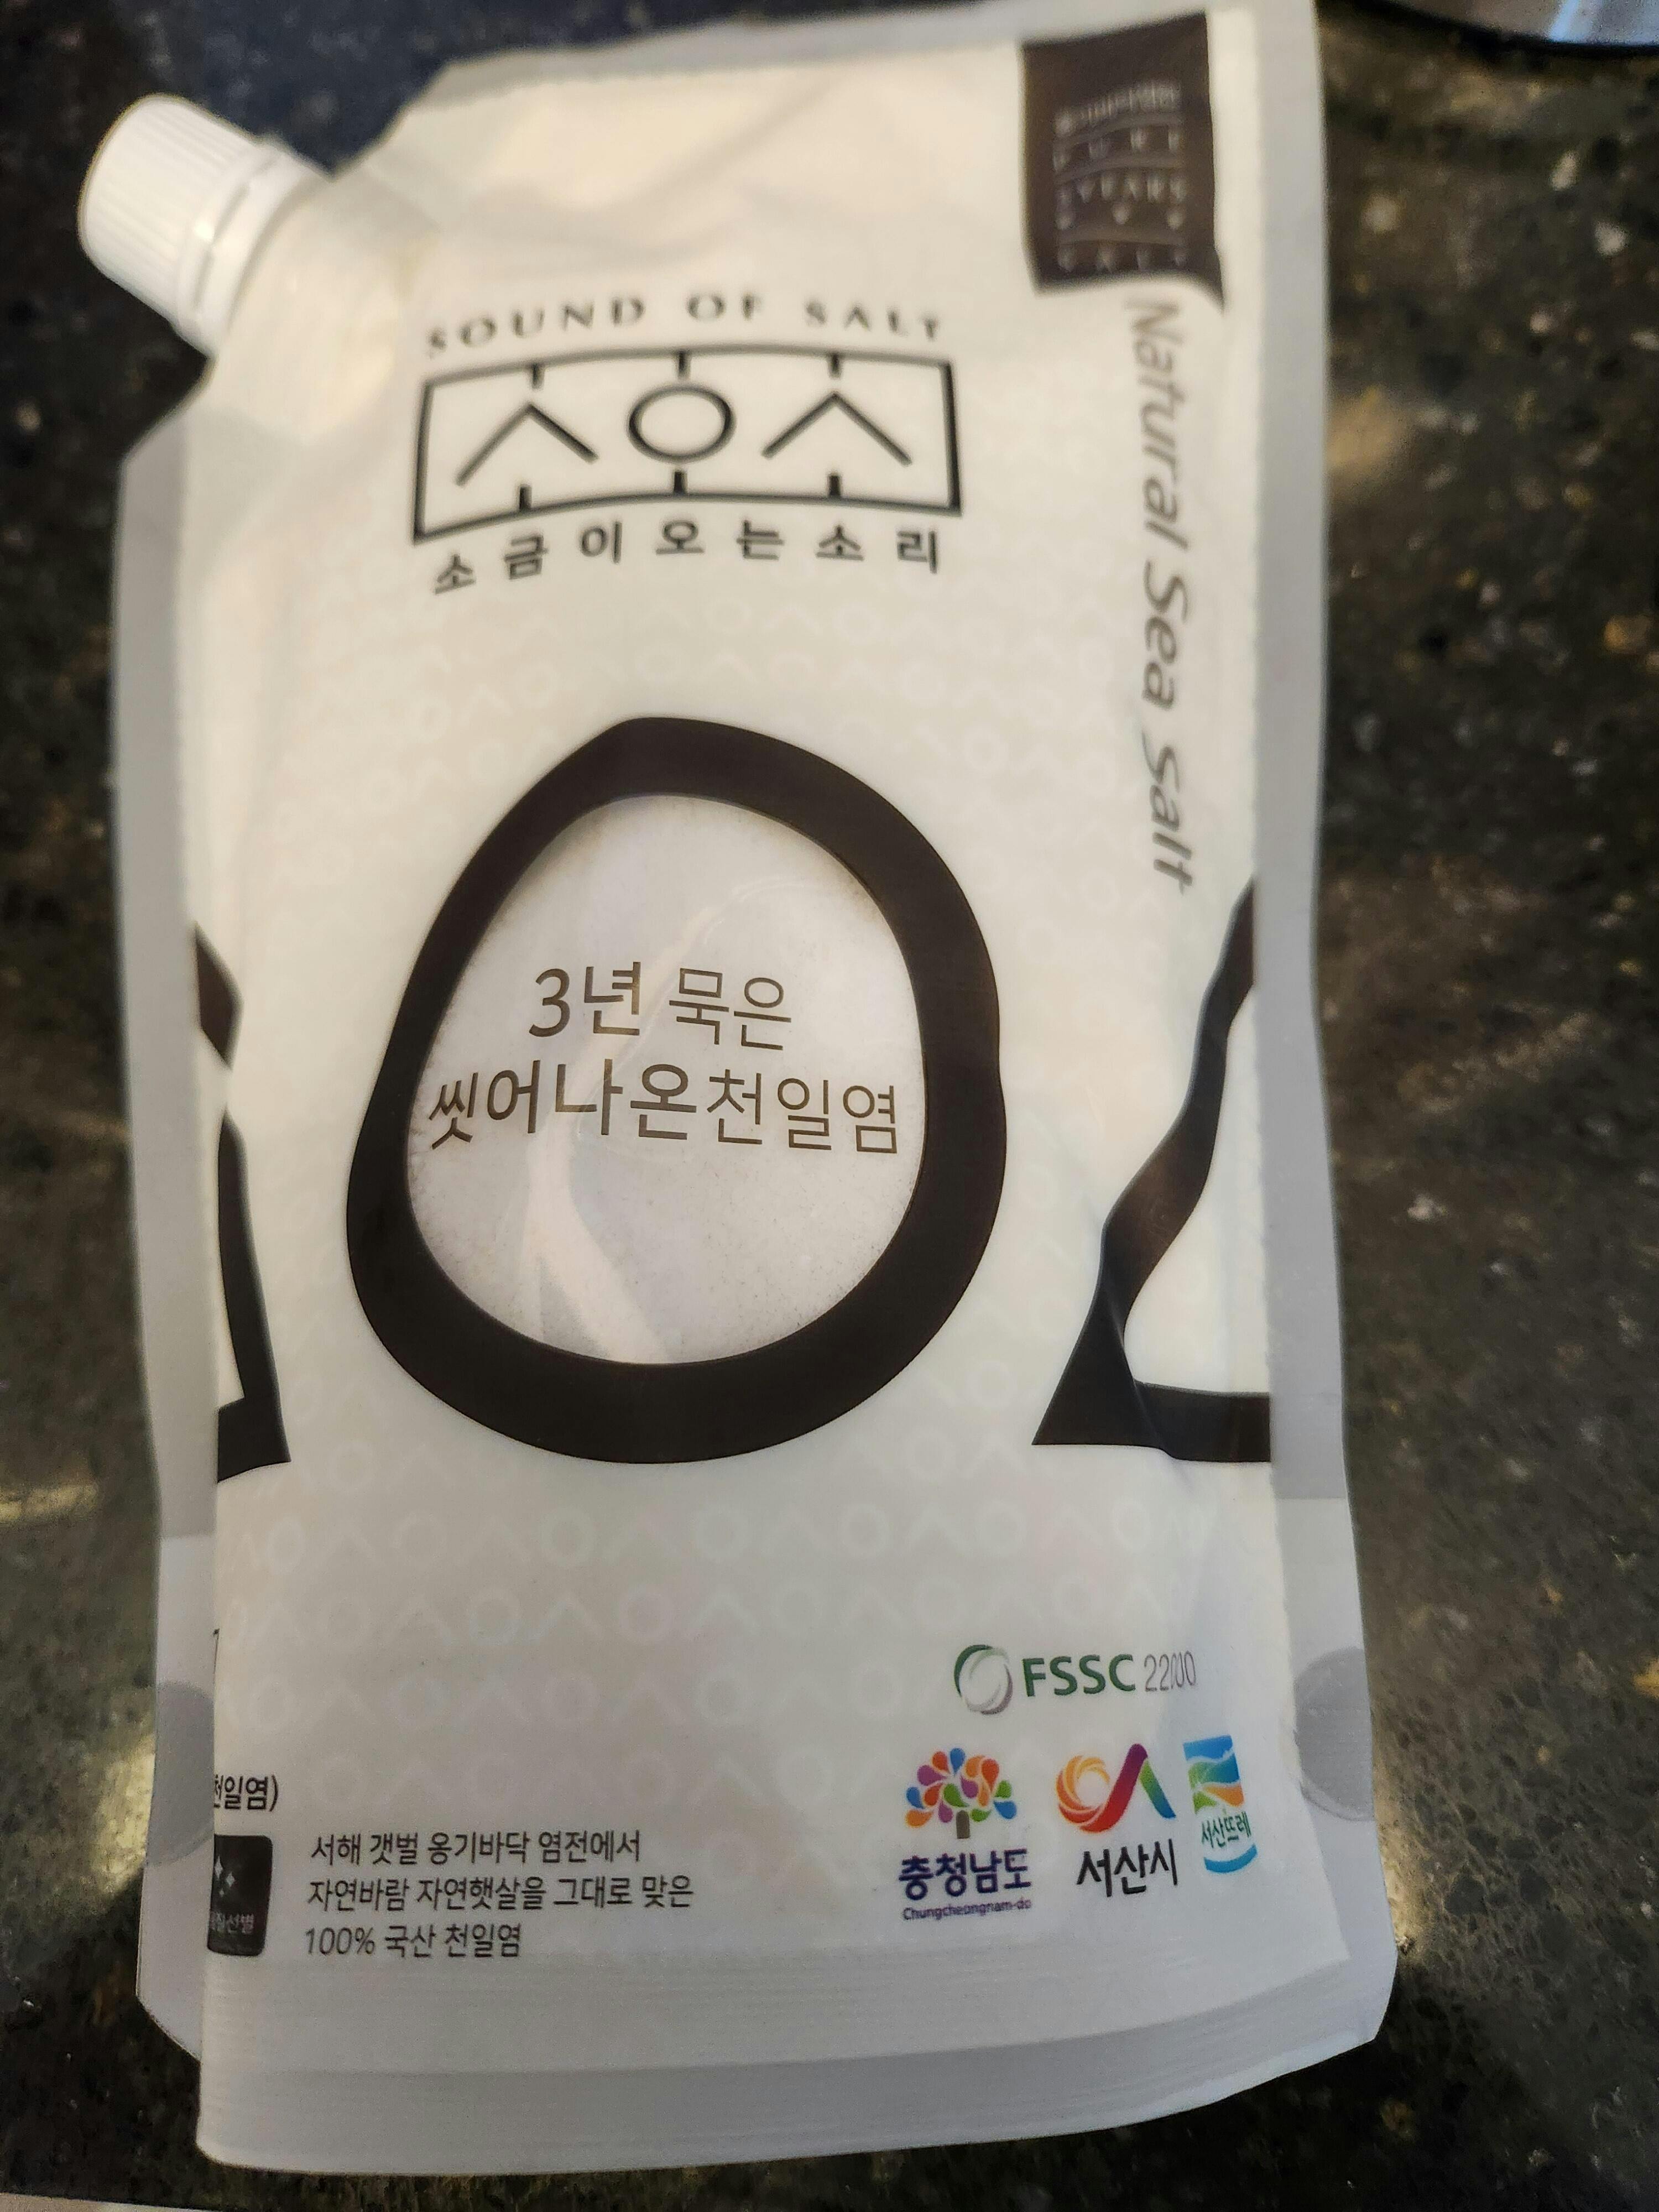 PURE
3YEARS
SALT
SOUND OF SALT
소금이오는소리
Natural Sea Salt
3년 묵은
씻어나온천일염
FSSC 22000
천일염)
서해 갯벌 옹기바닥 염전에서
자연바람 자연햇살을 그대로 맞은
100% 국산 천일염
충청남도
Chungcheongnam-do
서산시
서산뜨레